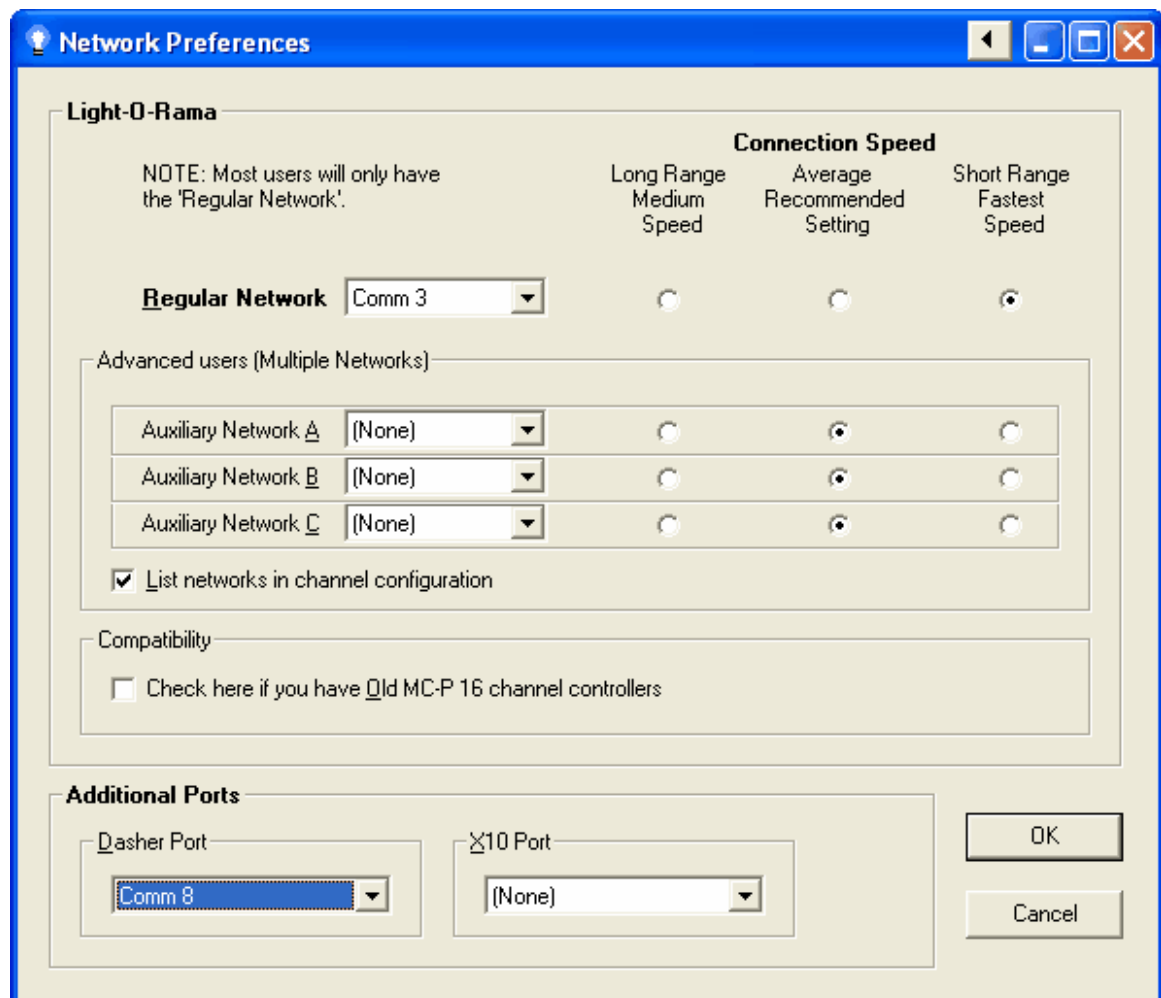 Network Preferences
Light-O-Rama
Connection Speed
NOTE: Most users will only have
the 'Regular Network'.
Long Range
Medium
Speed
Average
Recommended
Setting
Short Range
Fastest
Speed
Regular Network Comm 3
Advanced users (Multiple Networks)
Auxiliary Network A (None)
Auxiliary Network B (None)
Auxiliary Network C (None)
List networks in channel configuration
Compatibility
Check here if you have Old MC-P 16 channel controllers
Additional Ports
Dasher Port
Comm 8
X10 Port
(None)
OK
Cancel